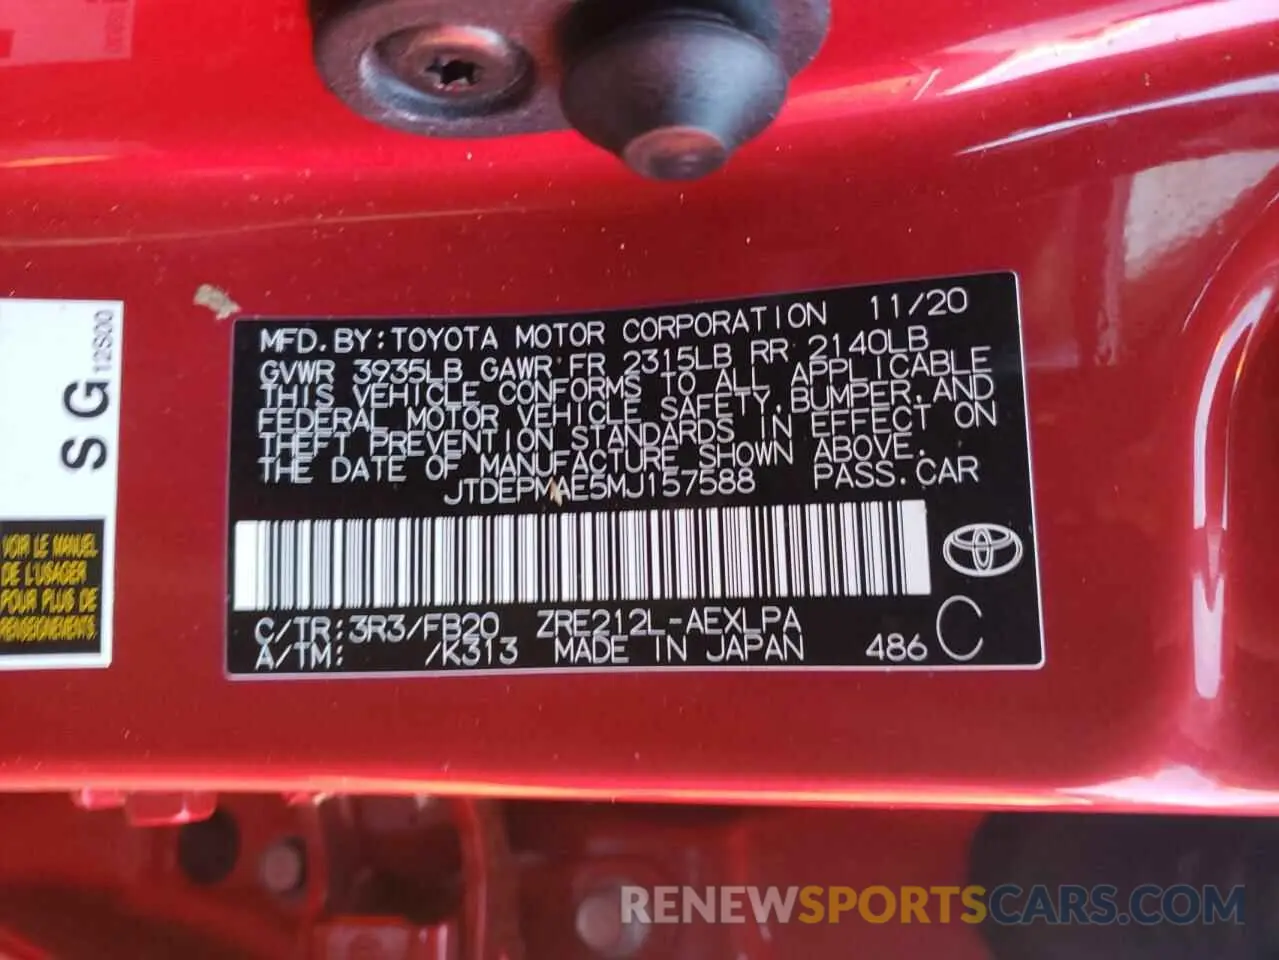 MFD. BY: TOYOTA MOTOR CORPORATION 11/20
GVWR 3935LB GAWR FR 2315LB RR 2140LB
THIS VEHICLE CONFORMS TO ALL APPLICABLE
FEDERAL MOTOR VEHICLE SAFETY, BUMPER, AND
THEFT PREVENTION STANDARDS IN EFFECT ON
THE DATE OF MANUFACTURE SHOWN ABOVE.
JTDEPMAE5MJ157588 PASS. CAR
C/TR: 3R3/FB20 ZRE212L-AEXLPA
A/TM: /K313 MADE IN JAPAN 486 C
SG 12S00
VOIR LE MANUEL
DE L'USAGER
POUR PLUS DE
RENSEIGNEMENTS.
RENEWSPORTSCARS.COM